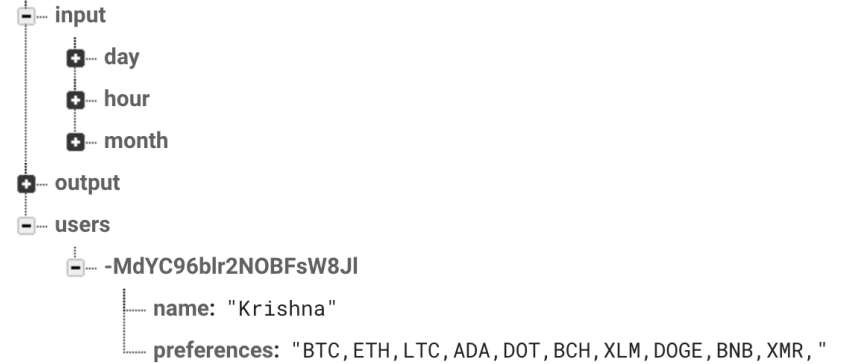 input
day
hour
month
output
users
-MdYC96blr2NOBFsW8Jl
name: "Krishna"
preferences: "BTC,ETH,LTC,ADA,DOT,BCH,XLM,DOGE,BNB,XMR,"